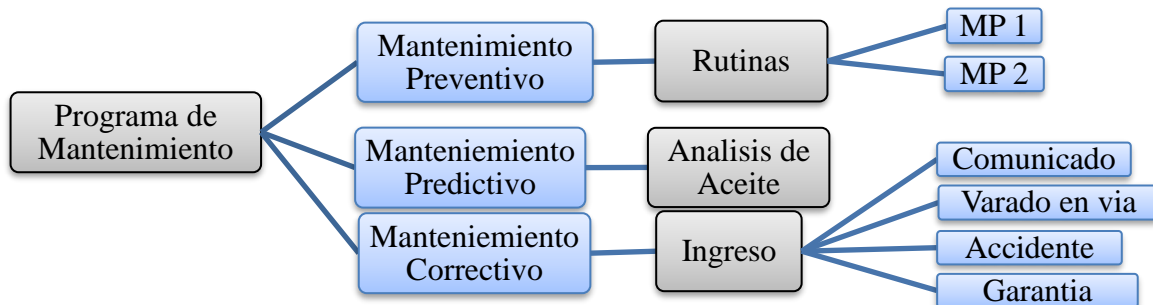 Programa de
Mantenimiento
Mantenimiento
Preventivo
Rutinas
MP 1
MP 2
Manteniemiento
Predictivo
Analisis de
Aceite
Manteniemiento
Correctivo
Ingreso
Comunicado
Varado en via
Accidente
Garantia